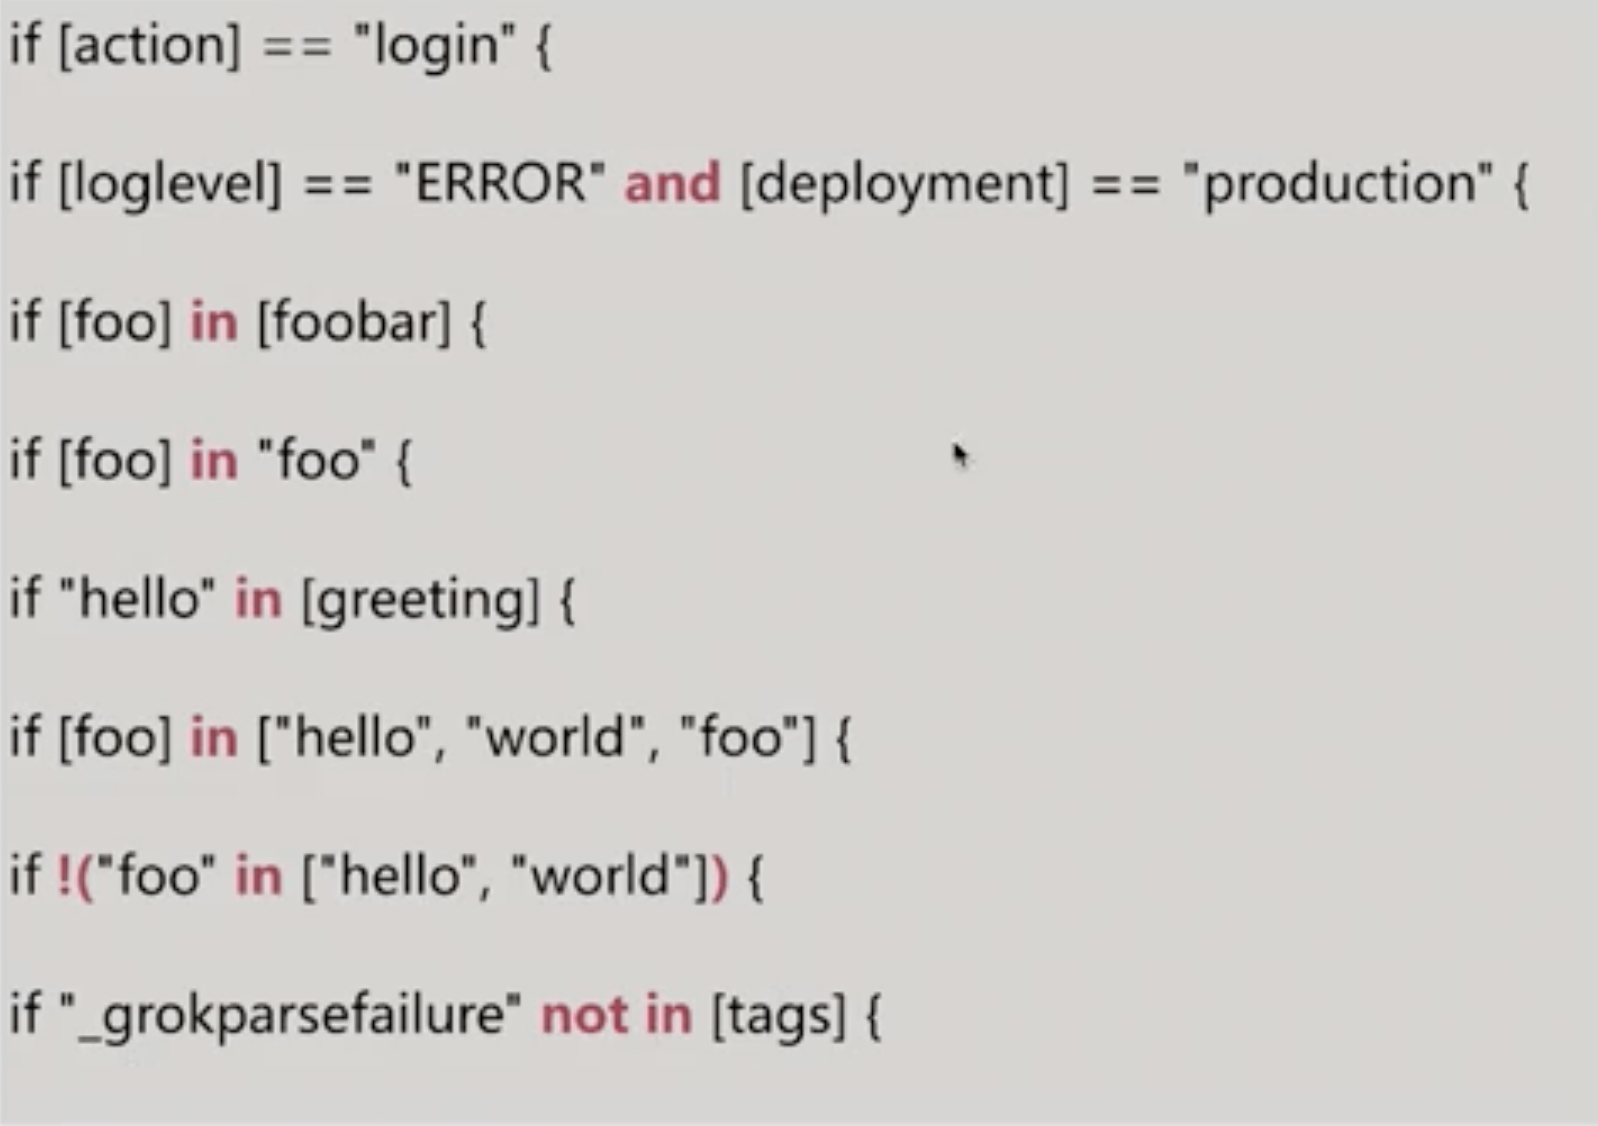 if [action] == "login" {
if [loglevel] == "ERROR" and [deployment] == "production" {
if [foo] in [foobar] {
if [foo] in "foo" {
if "hello" in [greeting] {
if [foo] in ["hello", "world", "foo"] {
if !("foo" in ["hello", "world"]) {
if "_grokparsefailure" not in [tags] {